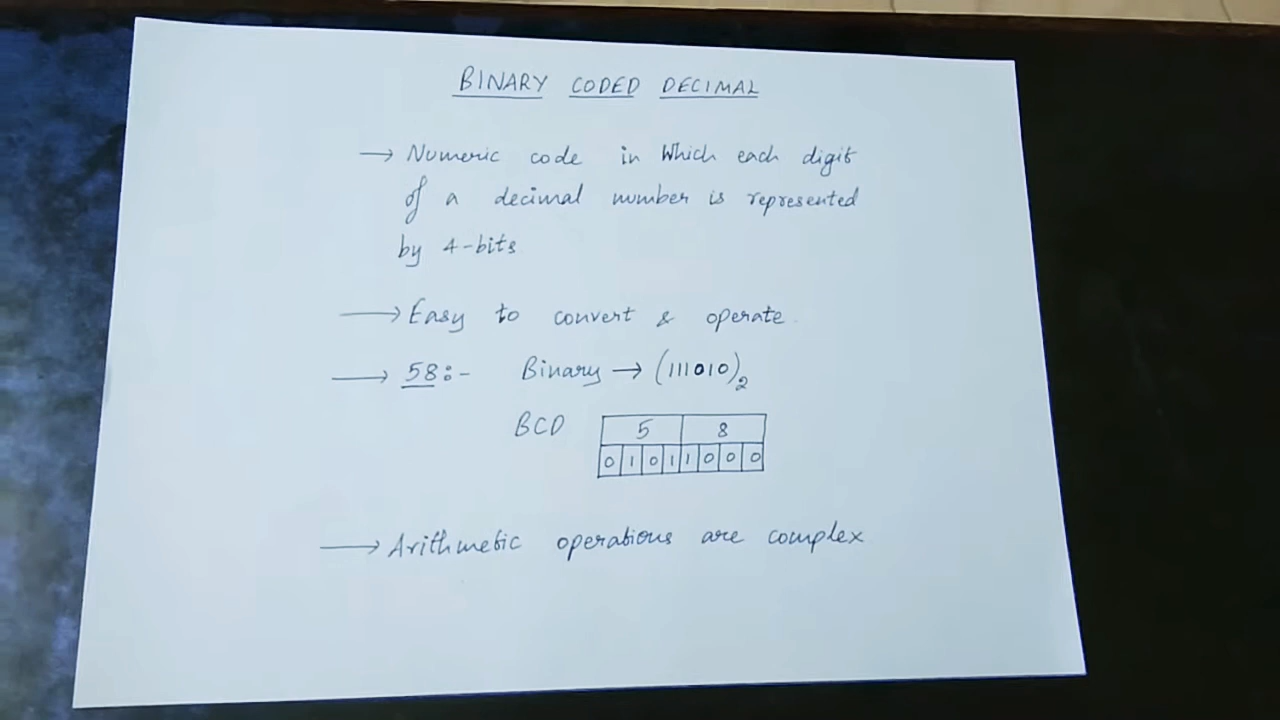 BINARY CODED DECIMAL
→ Numeric code in which each digit
of a decimal number is represented
by 4-bits
→ Easy to convert & operate
→ 58:- Binary → (111010)2
BCD 5 8
0 1 0 1 1 0 0 0
→ Arithmetic operations are complex